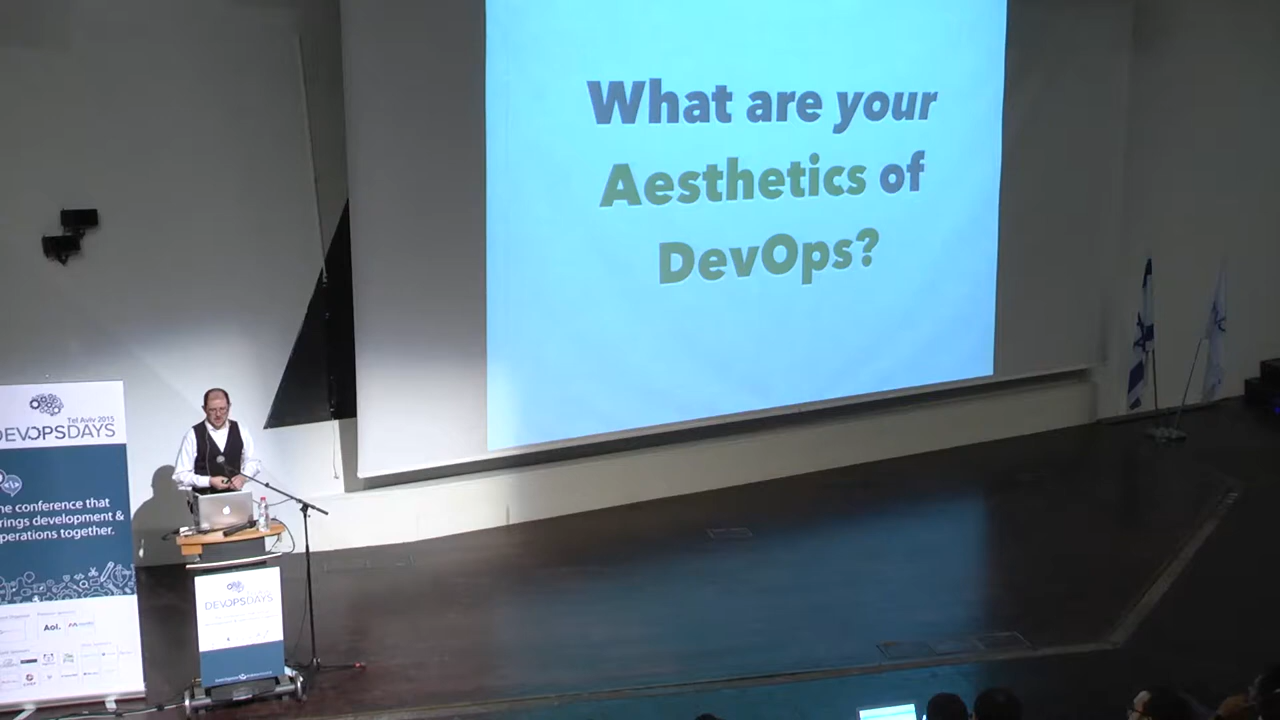 What are your
Aesthetics of
DevOps?
Tel Aviv 2015
DEVOPSDAYS
he conference that
rings development &
perations together.
Aol.
DEVOPSDAYS